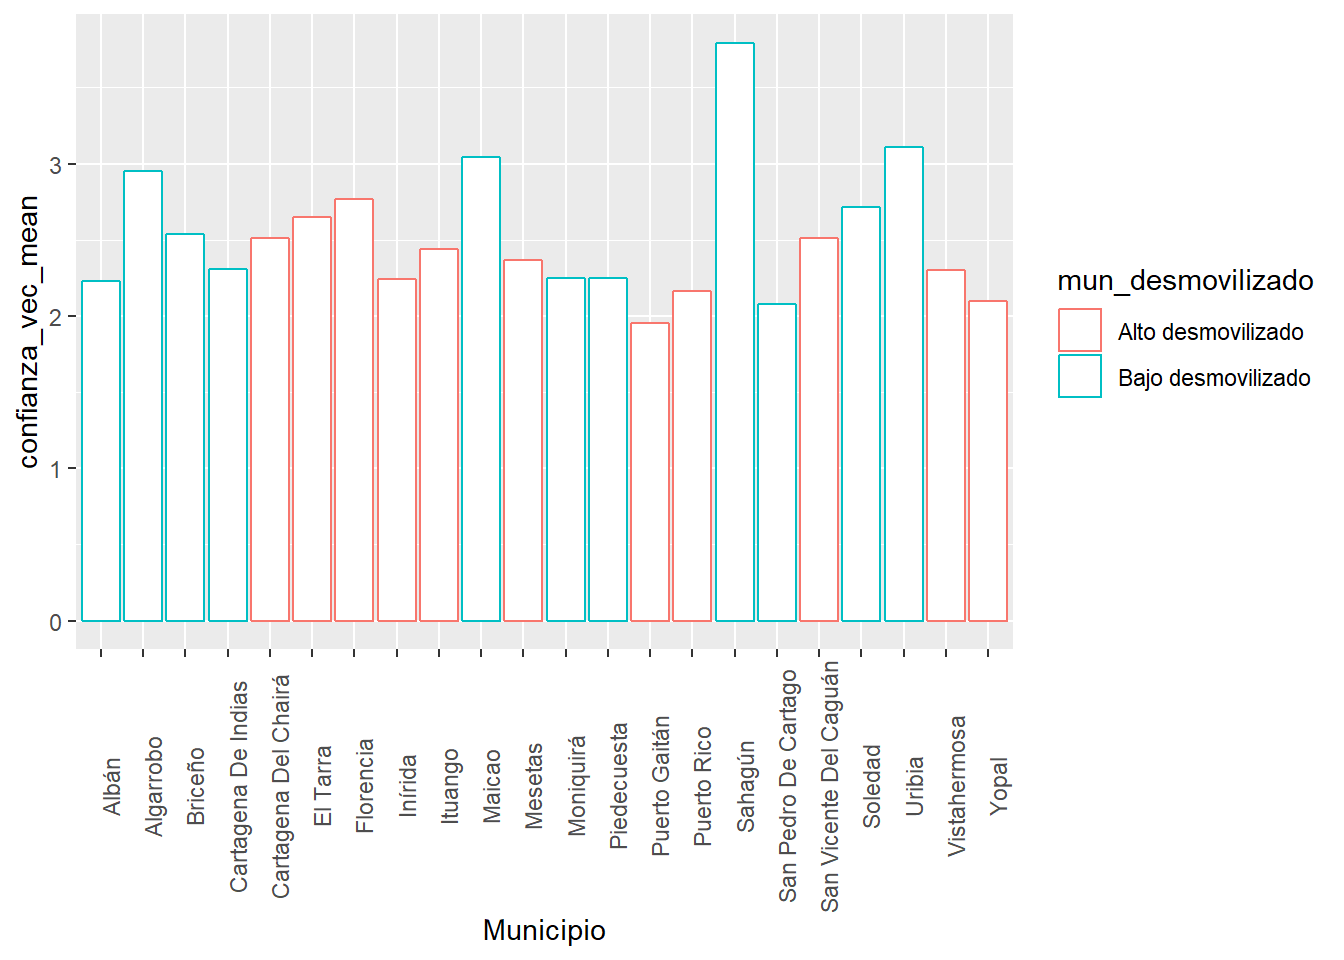 confianza_vec_mean
3
2
1
0
Albán
Algarrobo
Briceño
Cartagena De Indias
Cartagena Del Chairá
El Tarra
Florencia
Inírida
Ituango
Maicao
Mesetas
Moniquirá
Piedecuesta
Puerto Gaitán
Puerto Rico
Sahagún
San Pedro De Cartago
San Vicente Del Caguán
Soledad
Uribia
Vistahermosa
Yopal
Municipio
mun_desmovilizado
Alto desmovilizado
Bajo desmovilizado